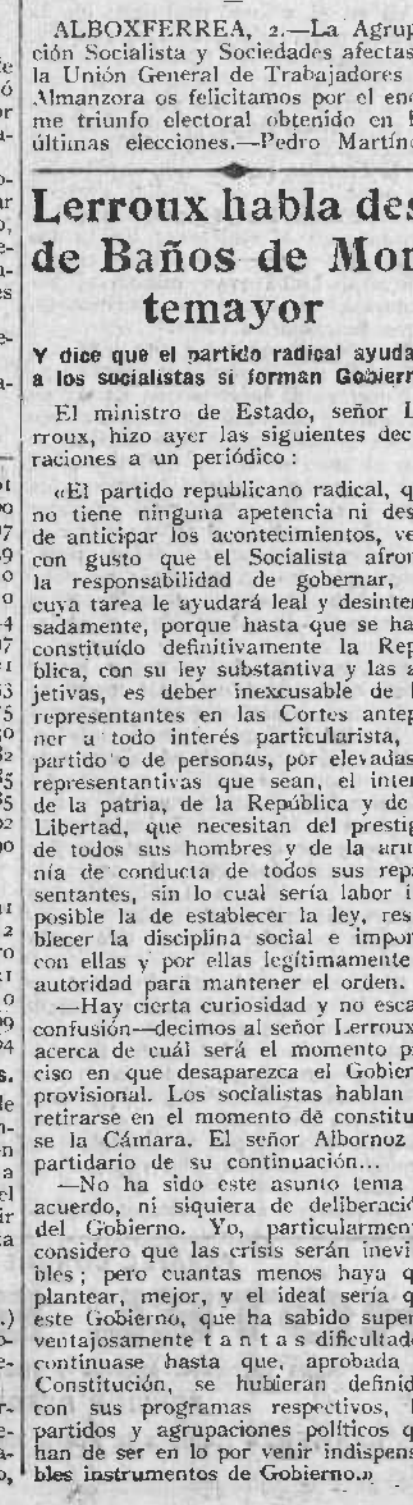 ALBOXFERREA, 2.—La Agrup
ción Socialista y Sociedades afectas
la Unión General de Trabajadores
Almanzora os felicitamos por el eno
me triunfo electoral obtenido en l
últimas elecciones.—Pedro Martíne
Lerroux habla des
de Baños de Mon
temayor
Y dice que el partido radical ayuda
a los socialistas si forman Gobiern
El ministro de Estado, señor L
rroux, hizo ayer las siguientes decl
raciones a un periódico:
«El partido republicano radical, q
no tiene ninguna apetencia ni des
de anticipar los acontecimientos, ve
con gusto que el Socialista afron
la responsabilidad de gobernar,
cuya tarea le ayudará leal y desinter
sadamente, porque hasta que se ha
constituído definitivamente la Rep
blica, con su ley substantiva y las a
jetivas, es deber inexcusable de l
representantes en las Cortes antep
ner a todo interés particularista,
partido o de personas, por elevadas
representantivas que sean, el inter
de la patria, de la República y de
Libertad, que necesitan del prestig
de todos sus hombres y de la arm
nía de conducta de todos sus repr
sentantes, sin lo cual sería labor i
posible la de establecer la ley, res
blecer la disciplina social e impon
con ellas y por ellas legítimamente
autoridad para mantener el orden.
—Hay cierta curiosidad y no esca
confusión—decimos al señor Lerroux
acerca de cuál será el momento pr
ciso en que desaparezca el Gobier
provisional. Los socialistas hablan
retirarse en el momento de constitu
se la Cámara. El señor Albornoz
partidario de su continuación...
—No ha sido este asunto tema
acuerdo, ni siquiera de deliberació
del Gobierno. Yo, particularment
considero que las crisis serán inevi
bles; pero cuantas menos haya q
plantear, mejor, y el ideal sería q
este Gobierno, que ha sabido super
ventajosamente tantas dificultade
continuase hasta que, aprobada
Constitución, se hubieran definid
con sus programas respectivos, l
partidos y agrupaciones políticos q
han de ser en lo por venir indispens
bles instrumentos de Gobierno.»